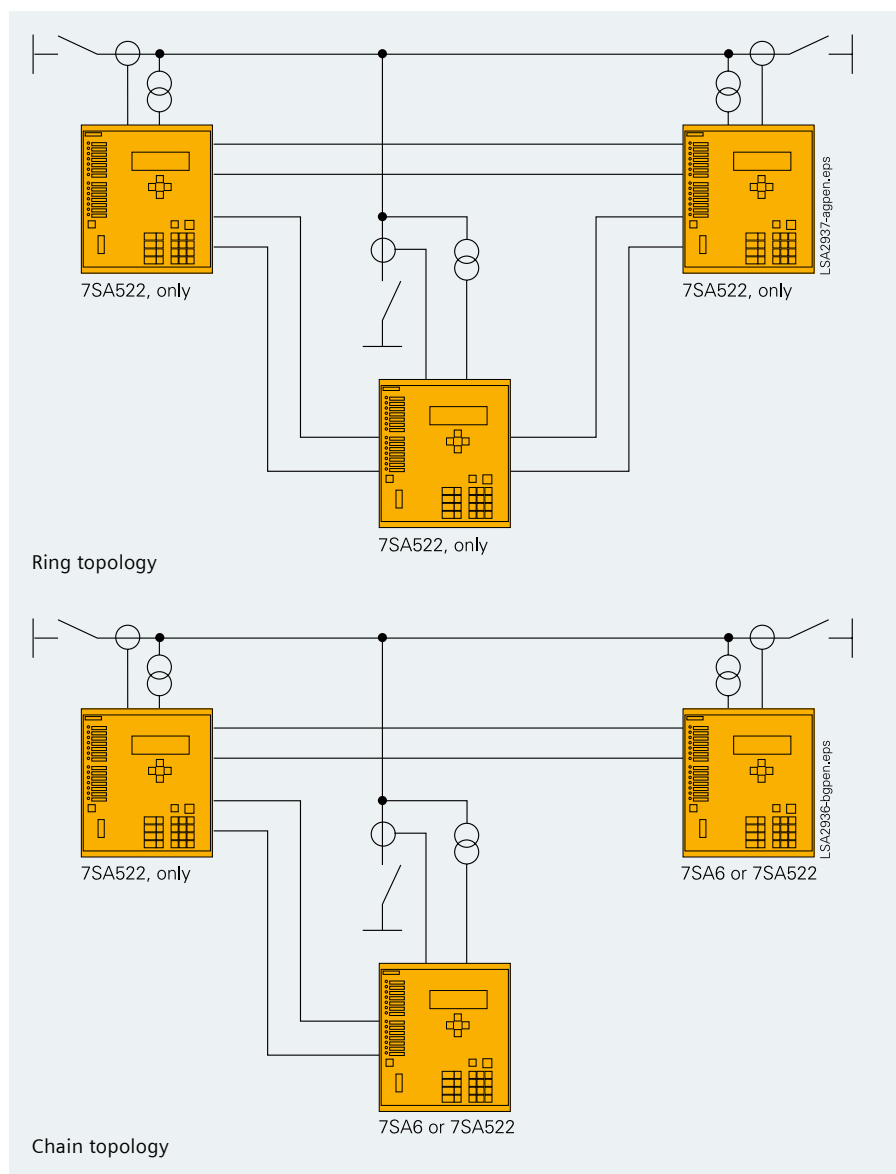 7SA522, only
7SA522, only
LSA2937-agpen.eps
7SA522, only
Ring topology
7SA522, only
7SA6 or 7SA522
LSA2936-bgpen.eps
7SA6 or 7SA522
Chain topology